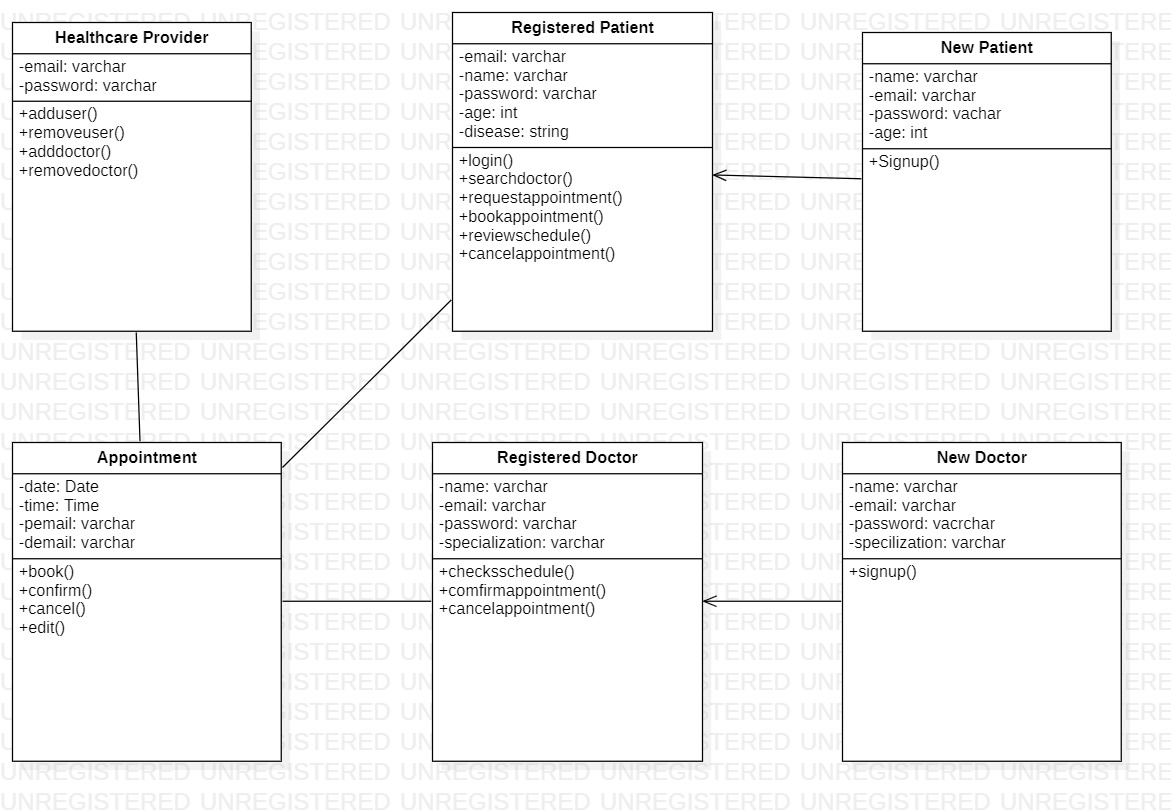 Healthcare Provider
-email: varchar
-password: varchar
+adduser()
+removeuser()
+adddoctor()
+removedoctor()
Registered Patient
-email: varchar
-name: varchar
-password: varchar
-age: int
-disease: string
+login()
+searchdoctor()
+requestappointment()
+bookappointment()
+reviewschedule()
+cancelappointment()
New Patient
-name: varchar
-email: varchar
-password: vachar
-age: int
+Signup()
Appointment
-date: Date
-time: Time
-pemail: varchar
-demail: varchar
+book()
+confirm()
+cancel()
+edit()
Registered Doctor
-name: varchar
-email: varchar
-password: varchar
-specialization: varchar
+checksschedule()
+comfirmappointment()
+cancelappointment()
New Doctor
-name: varchar
-email: varchar
-password: vacrchar
-specilization: varchar
+signup()
UNREGISTERED UNREGISTERED UNREGISTERED UNREGISTERED UNREGISTERED UNREGISTERED